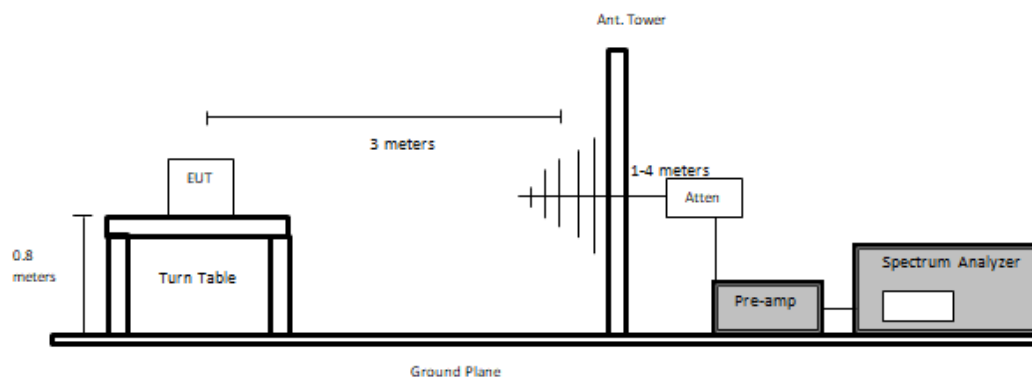 Ant. Tower
3 meters
EUT
1-4 meters
Atten
0.8
meters
Turn Table
Spectrum Analyzer
Pre-amp
Ground Plane